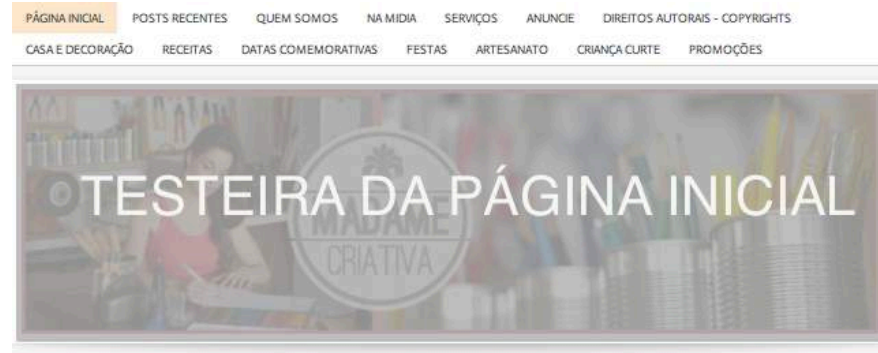 PÁGINA INICIAL POSTS RECENTES QUEM SOMOS NA MIDIA SERVIÇOS ANUNCIE DIREITOS AUTORAIS - COPYRIGHTS
CASA E DECORAÇÃO RECEITAS DATAS COMEMORATIVAS FESTAS ARTESANATO CRIANÇA CURTE PROMOÇÕES
TESTEIRA DA PÁGINA INICIAL
MADAME
CRIATIVA